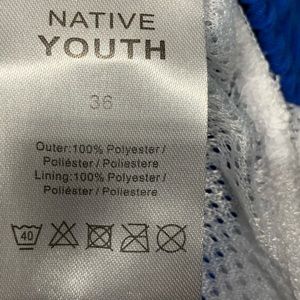 NATIVE
YOUTH
36
Outer:100% Polyester /
Poliéster / Poliestere
Lining:100% Polyester /
Poliéster / Poliestere
40